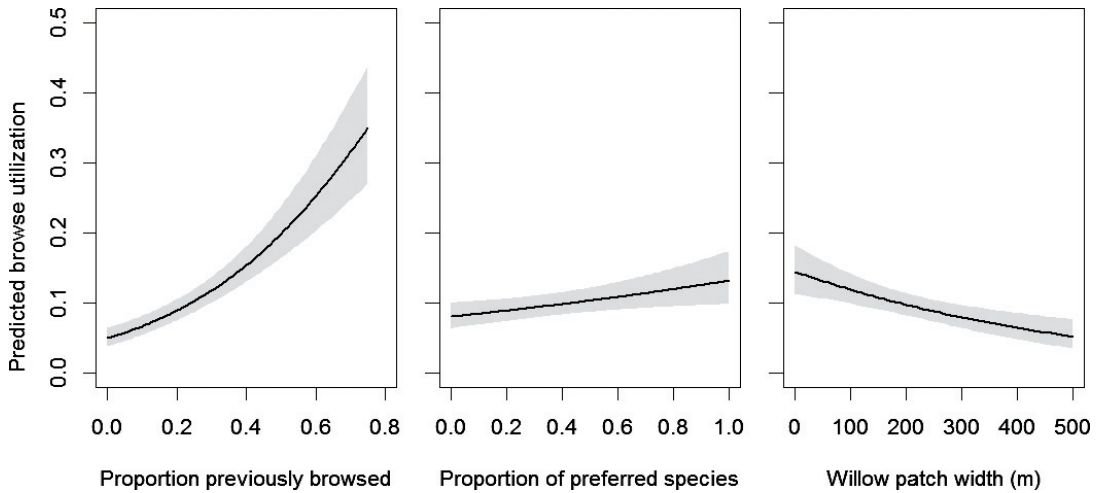 Predicted browse utilization
0.0 0.1 0.2 0.3 0.4 0.5
0.0 0.2 0.4 0.6 0.8
Proportion previously browsed
0.0 0.2 0.4 0.6 0.8 1.0
Proportion of preferred species
0 100 200 300 400 500
Willow patch width (m)